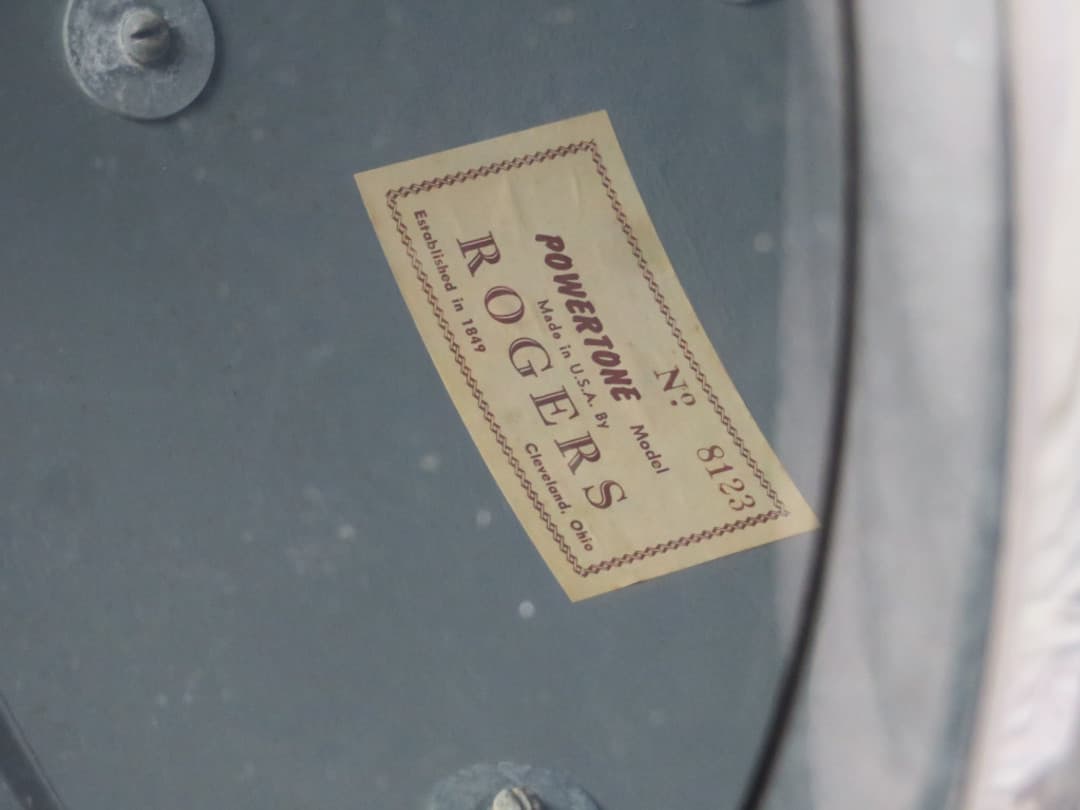 Nº 8123
POWERTONE Model
Made in U.S.A. By
ROGERS
Established in 1849 Cleveland, Ohio